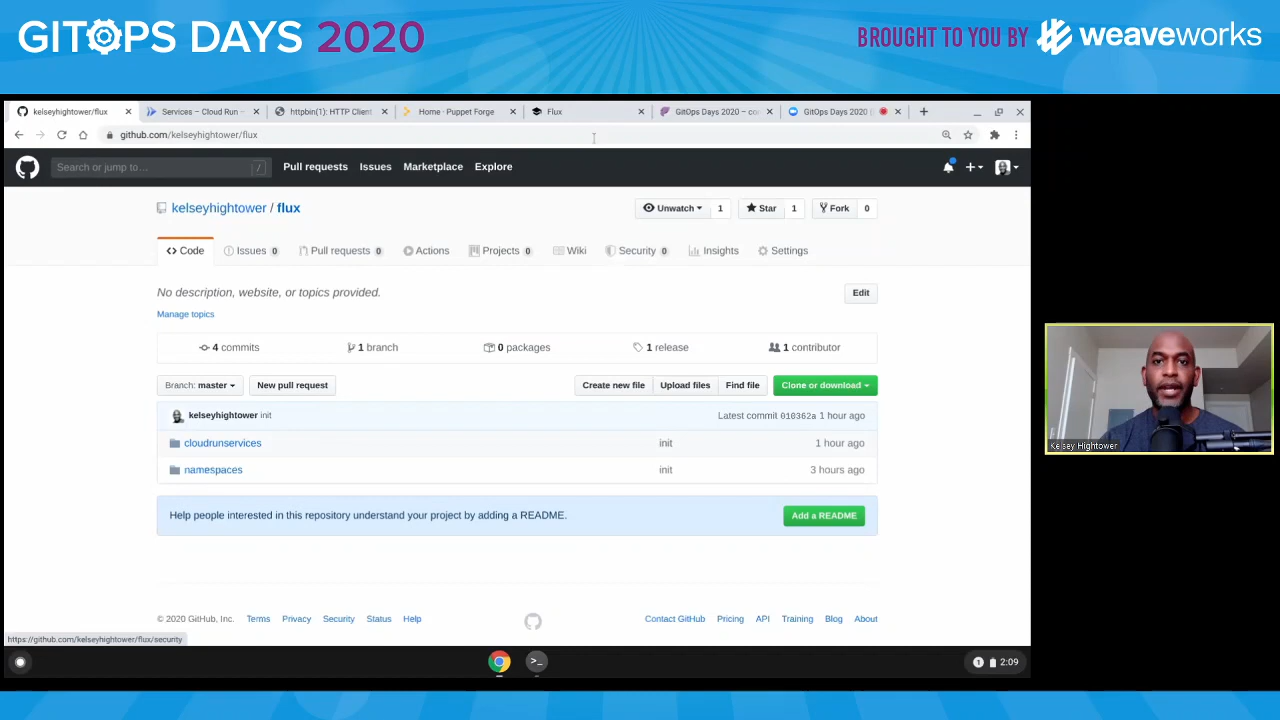 GITOPS DAYS 2020
BROUGHT TO YOU BY weaveworks
kelseyhightower/flux
Services – Cloud Run –
httpbin(1): HTTP Client
Home · Puppet Forge
Flux
GitOps Days 2020 – co
GitOps Days 2020 (
github.com/kelseyhightower/flux
Search or jump to… /
Pull requests Issues Marketplace Explore
kelseyhightower / flux
Unwatch 1 Star 1 Fork 0
Code Issues 0 Pull requests 0 Actions Projects 0 Wiki Security 0 Insights Settings
No description, website, or topics provided. Edit
Manage topics
4 commits 1 branch 0 packages 1 release 1 contributor
Branch: master New pull request Create new file Upload files Find file Clone or download
kelseyhightower init Latest commit 010362a 1 hour ago
cloudrunservices init 1 hour ago
namespaces init 3 hours ago
Help people interested in this repository understand your project by adding a README. Add a README
© 2020 GitHub, Inc. Terms Privacy Security Status Help Contact GitHub Pricing API Training Blog About
https://github.com/kelseyhightower/flux/security
1 2:09
Kelsey Hightower